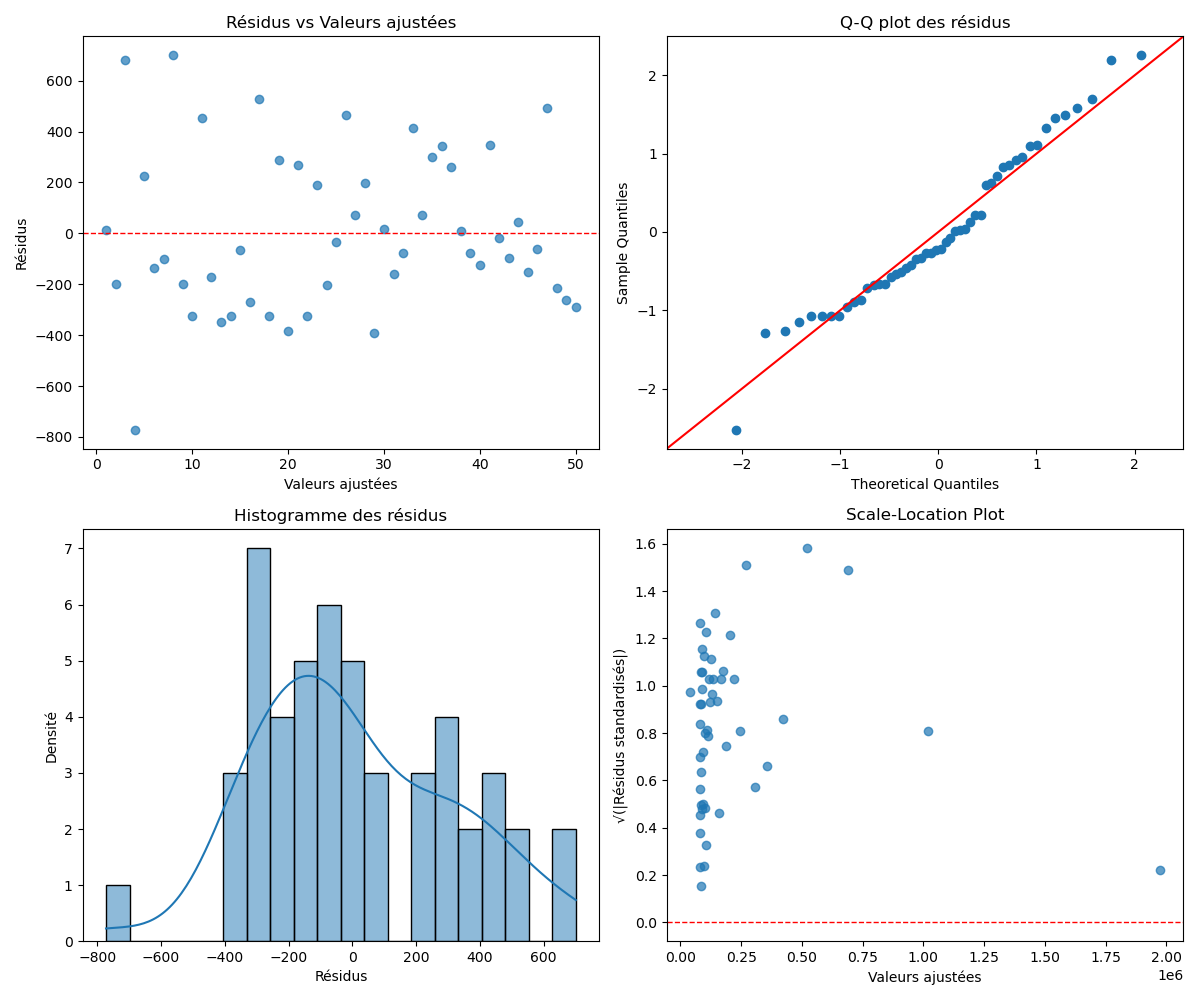 Résidus vs Valeurs ajustées
600
400
200
0
−200
−400
−600
−800
Résidus
0 10 20 30 40 50
Valeurs ajustées
Q-Q plot des résidus
2
1
0
−1
−2
Sample Quantiles
−2 −1 0 1 2
Theoretical Quantiles
Histogramme des résidus
7
6
5
4
3
2
1
0
Densité
−800 −600 −400 −200 0 200 400 600
Résidus
Scale-Location Plot
1.6
1.4
1.2
1.0
0.8
0.6
0.4
0.2
0.0
√(|Résidus standardisés|)
0.00 0.25 0.50 0.75 1.00 1.25 1.50 1.75 2.00
1e6
Valeurs ajustées